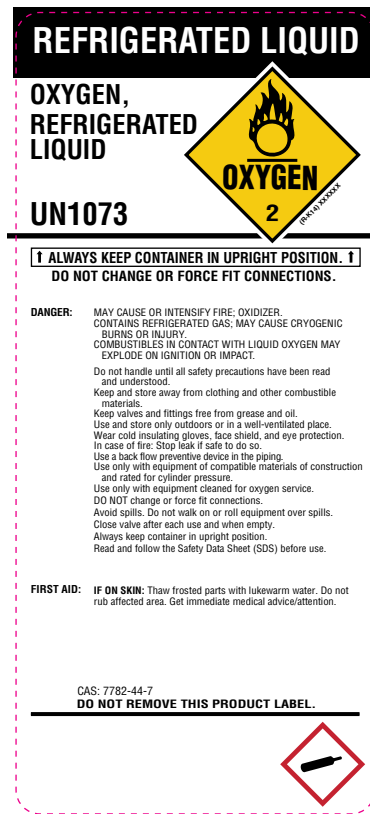 REFRIGERATED LIQUID
OXYGEN,
REFRIGERATED
LIQUID
UN1073
OXYGEN
2
(R-K14) XXXXXX
⬆ ALWAYS KEEP CONTAINER IN UPRIGHT POSITION. ⬆
DO NOT CHANGE OR FORCE FIT CONNECTIONS.
DANGER: MAY CAUSE OR INTENSIFY FIRE; OXIDIZER.
CONTAINS REFRIGERATED GAS; MAY CAUSE CRYOGENIC
BURNS OR INJURY.
COMBUSTIBLES IN CONTACT WITH LIQUID OXYGEN MAY
EXPLODE ON IGNITION OR IMPACT.
Do not handle until all safety precautions have been read
and understood.
Keep and store away from clothing and other combustible
materials.
Keep valves and fittings free from grease and oil.
Use and store only outdoors or in a well-ventilated place.
Wear cold insulating gloves, face shield, and eye protection.
In case of fire: Stop leak if safe to do so.
Use a back flow preventive device in the piping.
Use only with equipment of compatible materials of construction
and rated for cylinder pressure.
Use only with equipment cleaned for oxygen service.
DO NOT change or force fit connections.
Avoid spills. Do not walk on or roll equipment over spills.
Close valve after each use and when empty.
Always keep container in upright position.
Read and follow the Safety Data Sheet (SDS) before use.
FIRST AID: IF ON SKIN: Thaw frosted parts with lukewarm water. Do not
rub affected area. Get immediate medical advice/attention.
CAS: 7782-44-7
DO NOT REMOVE THIS PRODUCT LABEL.